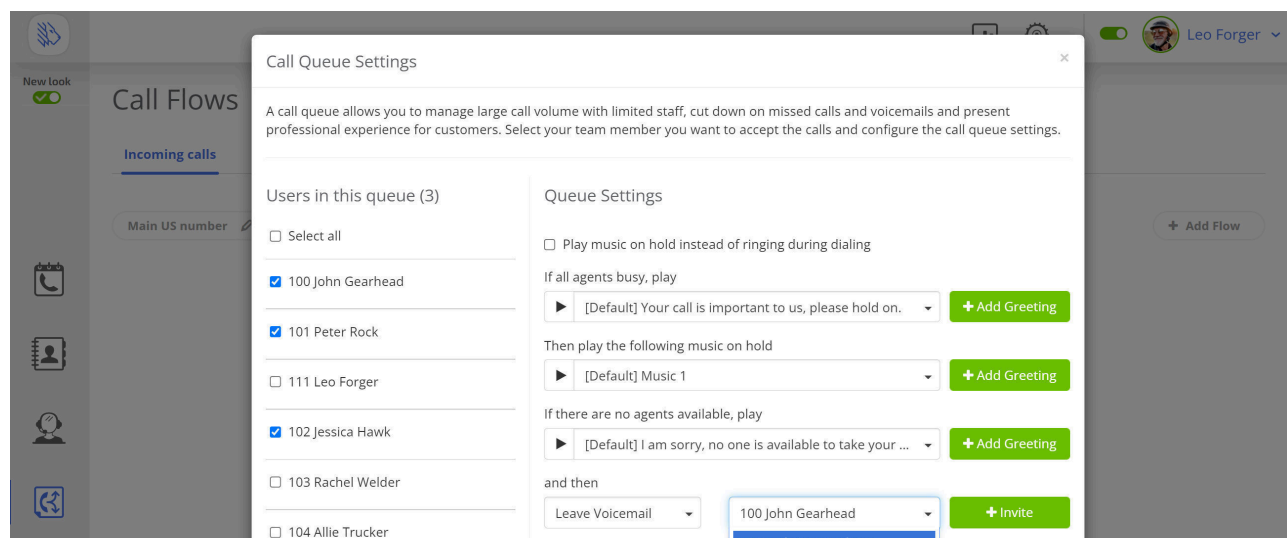 Leo Forger
New look
Call Flows
Incoming calls
Main US number
+ Add Flow
Call Queue Settings
×
A call queue allows you to manage large call volume with limited staff, cut down on missed calls and voicemails and present
professional experience for customers. Select your team member you want to accept the calls and configure the call queue settings.
Users in this queue (3)
Select all
100 John Gearhead
101 Peter Rock
111 Leo Forger
102 Jessica Hawk
103 Rachel Welder
104 Allie Trucker
Queue Settings
Play music on hold instead of ringing during dialing
If all agents busy, play
[Default] Your call is important to us, please hold on.
+ Add Greeting
Then play the following music on hold
[Default] Music 1
+ Add Greeting
If there are no agents available, play
[Default] I am sorry, no one is available to take your ...
+ Add Greeting
and then
Leave Voicemail
100 John Gearhead
+ Invite